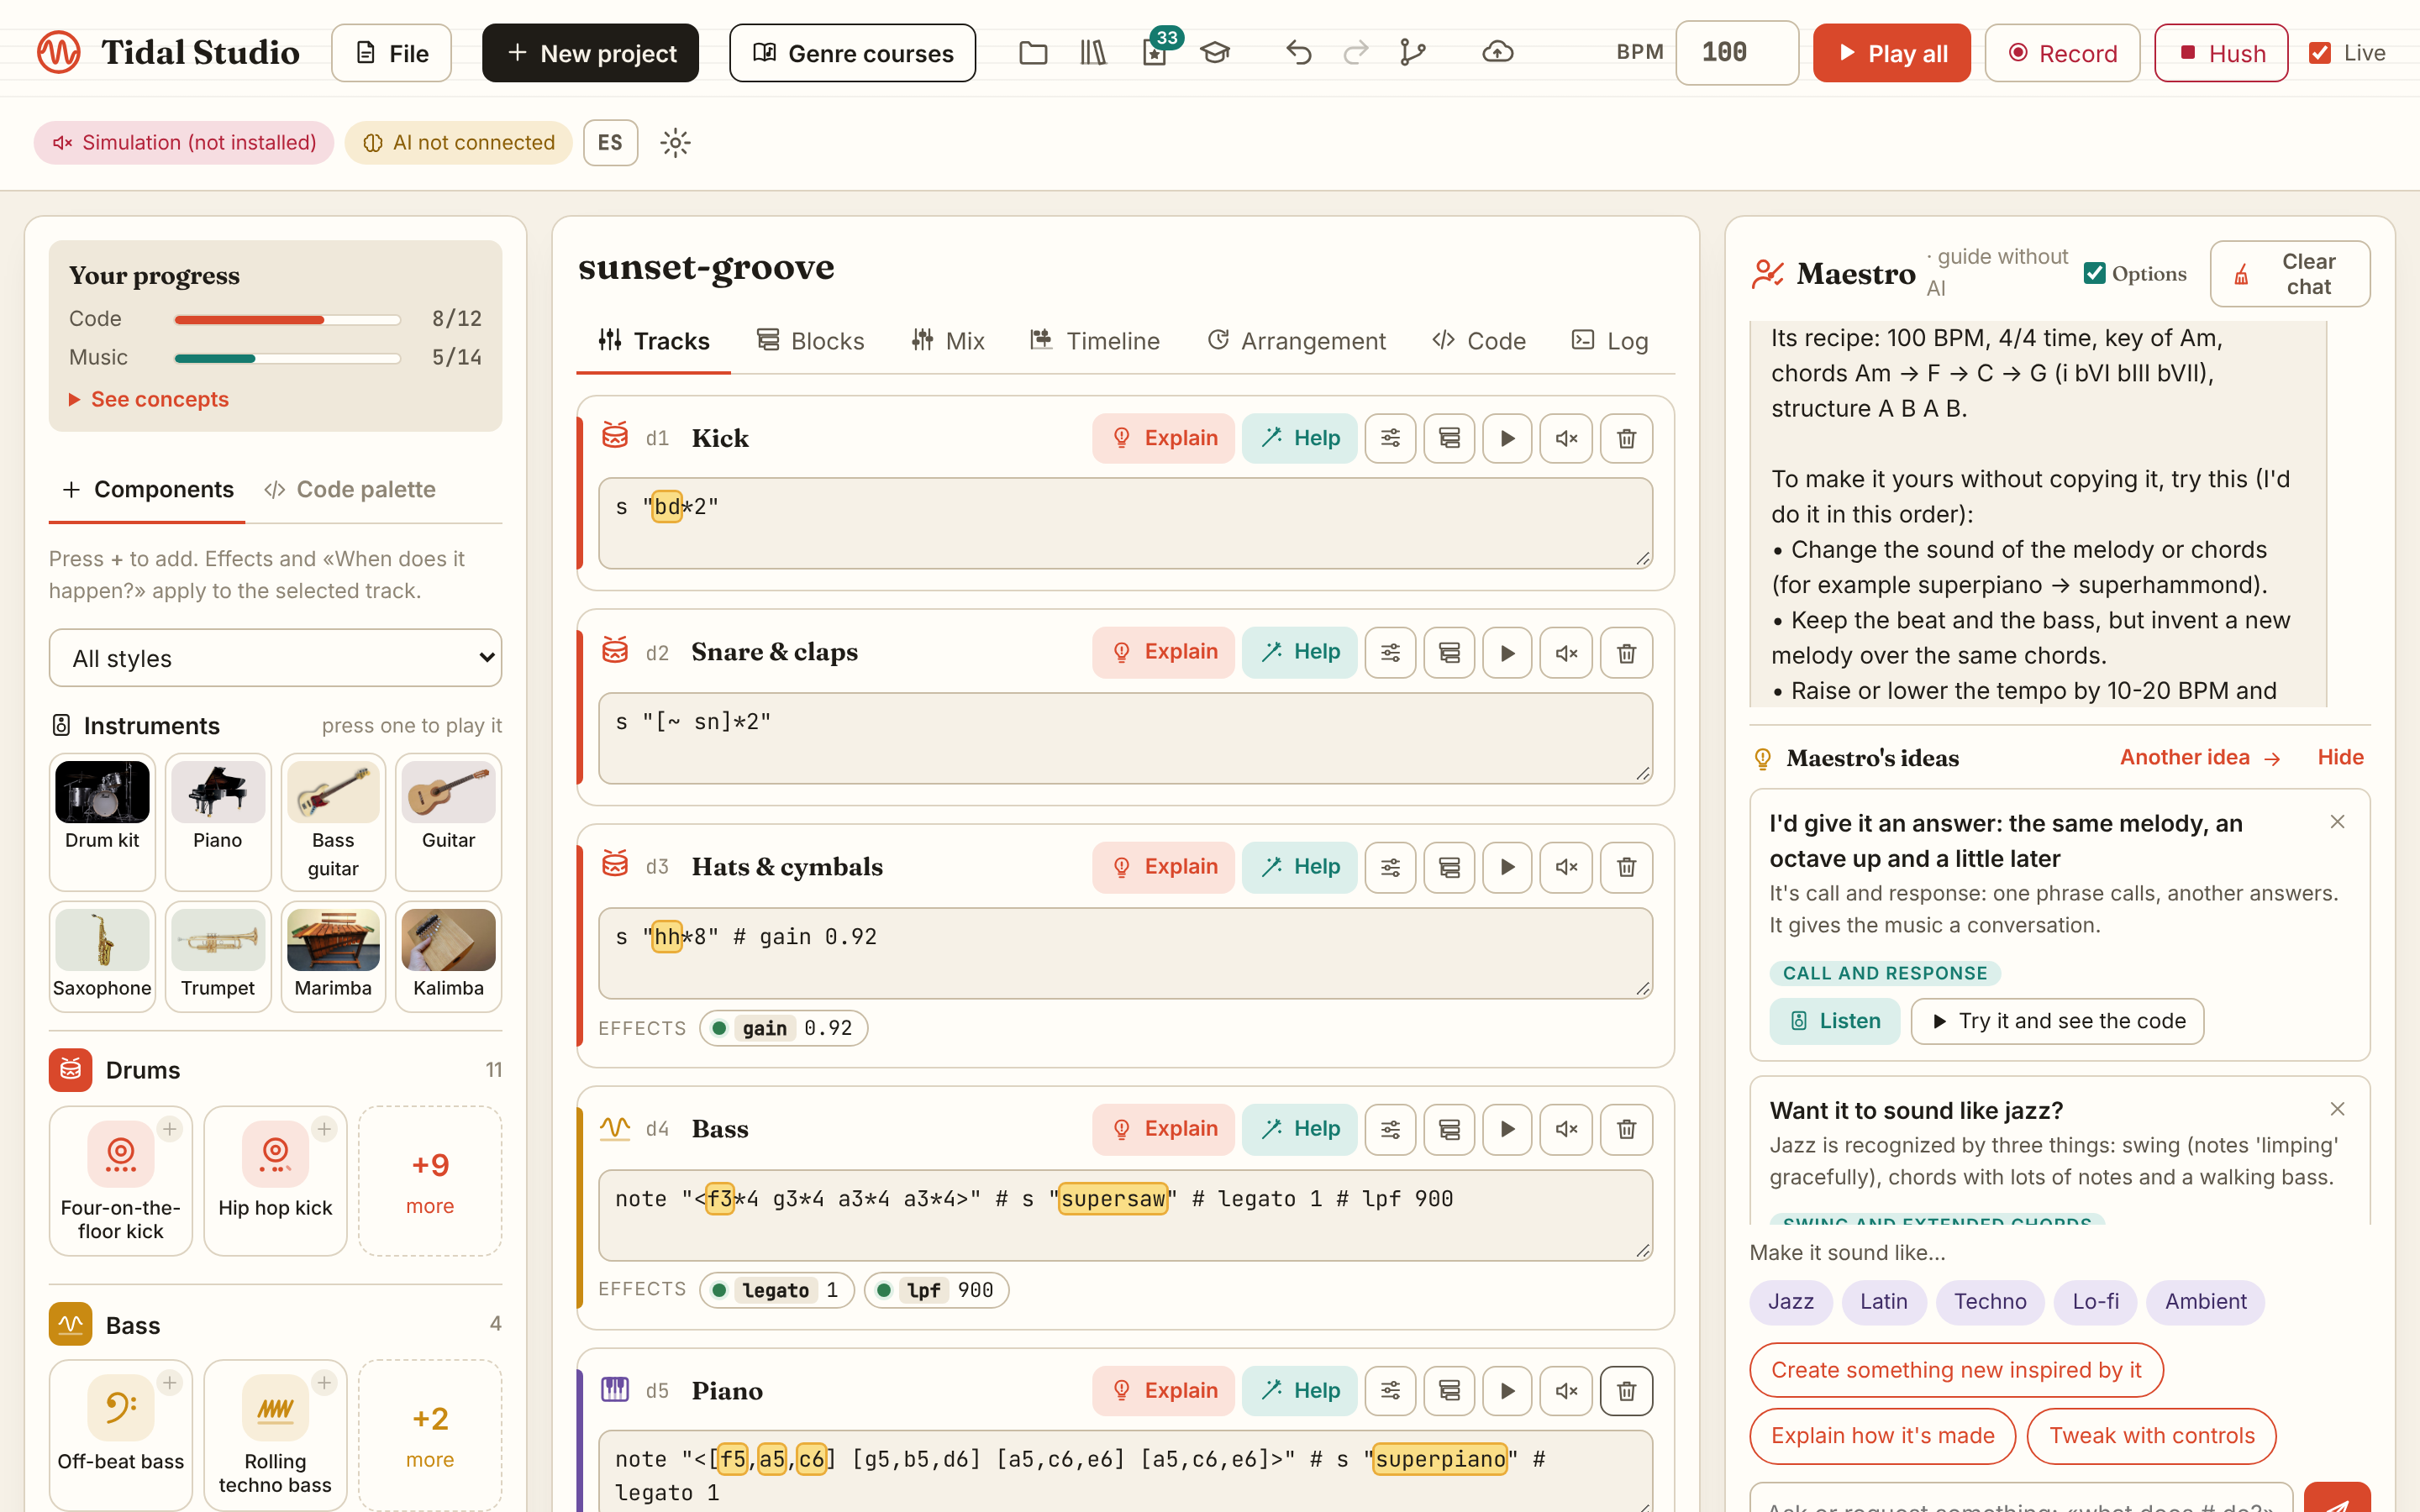 Tidal Studio
File
New project
Genre courses
33
BPM
100
Play all
Record
Hush
Live
Simulation (not installed)
AI not connected
ES
Your progress
Code 8/12
Music 5/14
See concepts
Components
Code palette
Press + to add. Effects and «When does it
happen?» apply to the selected track.
All styles
Instruments
press one to play it
Drum kit
Piano
Bass
guitar
Guitar
Saxophone
Trumpet
Marimba
Kalimba
Drums
11
Four-on-the-
floor kick
Hip hop kick
+9
more
Bass
4
Off-beat bass
Rolling
techno bass
+2
more
sunset-groove
Tracks
Blocks
Mix
Timeline
Arrangement
Code
Log
d1 Kick
Explain
Help
s "bd*2"
d2 Snare & claps
Explain
Help
s "[~ sn]*2"
d3 Hats & cymbals
Explain
Help
s "hh*8" # gain 0.92
EFFECTS gain 0.92
d4 Bass
Explain
Help
note "<f3*4 g3*4 a3*4 a3*4>" # s "supersaw" # legato 1 # lpf 900
EFFECTS legato 1 lpf 900
d5 Piano
Explain
Help
note "<[f5,a5,c6] [g5,b5,d6] [a5,c6,e6] [a5,c6,e6]>" # s "superpiano" #
legato 1
Maestro
· guide without
AI
Options
Clear
chat
Its recipe: 100 BPM, 4/4 time, key of Am,
chords Am → F → C → G (i bVI bIII bVII),
structure A B A B.
To make it yours without copying it, try this (I'd
do it in this order):
• Change the sound of the melody or chords
(for example superpiano → superhammond).
• Keep the beat and the bass, but invent a new
melody over the same chords.
• Raise or lower the tempo by 10-20 BPM and
Maestro's ideas
Another idea →
Hide
I'd give it an answer: the same melody, an
octave up and a little later
It's call and response: one phrase calls, another answers.
It gives the music a conversation.
CALL AND RESPONSE
Listen
Try it and see the code
Want it to sound like jazz?
Jazz is recognized by three things: swing (notes 'limping'
gracefully), chords with lots of notes and a walking bass.
SWING AND EXTENDED CHORDS
Make it sound like...
Jazz
Latin
Techno
Lo-fi
Ambient
Create something new inspired by it
Explain how it's made
Tweak with controls
Ask or request something: «what does # do?»